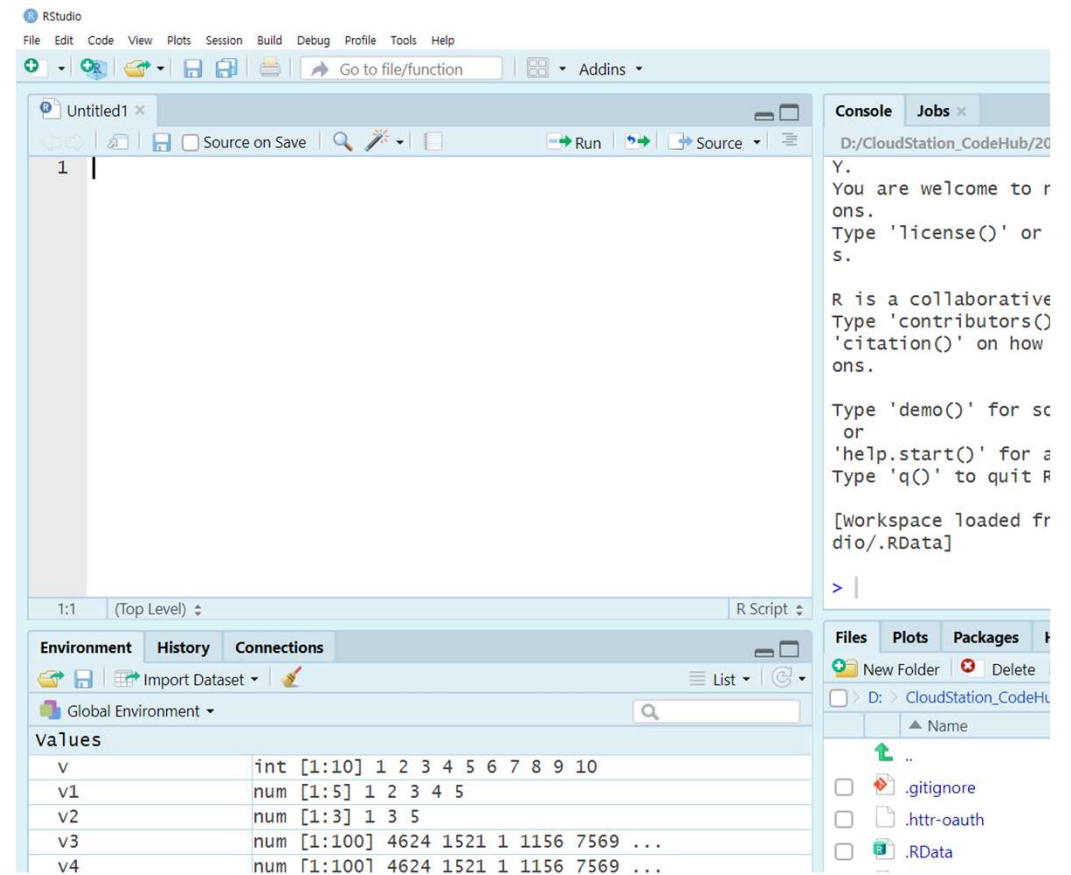 RStudio
File Edit Code View Plots Session Build Debug Profile Tools Help
Go to file/function Addins
Untitled1
Source on Save Run Source
1
1:1 (Top Level) R Script
Environment History Connections
Import Dataset List
Global Environment
Values
v int [1:10] 1 2 3 4 5 6 7 8 9 10
v1 num [1:5] 1 2 3 4 5
v2 num [1:3] 1 3 5
v3 num [1:100] 4624 1521 1 1156 7569 ...
v4 num [1:100] 4624 1521 1 1156 7569 ...
Console Jobs
D:/CloudStation_CodeHub/20
Y.
You are welcome to r
ons.
Type 'license()' or
s.
R is a collaborative
Type 'contributors()
'citation()' on how
ons.
Type 'demo()' for so
or
'help.start()' for a
Type 'q()' to quit R
[Workspace loaded fr
dio/.RData]
>
Files Plots Packages H
New Folder Delete
D: CloudStation_CodeHu
Name
..
.gitignore
.httr-oauth
.RData